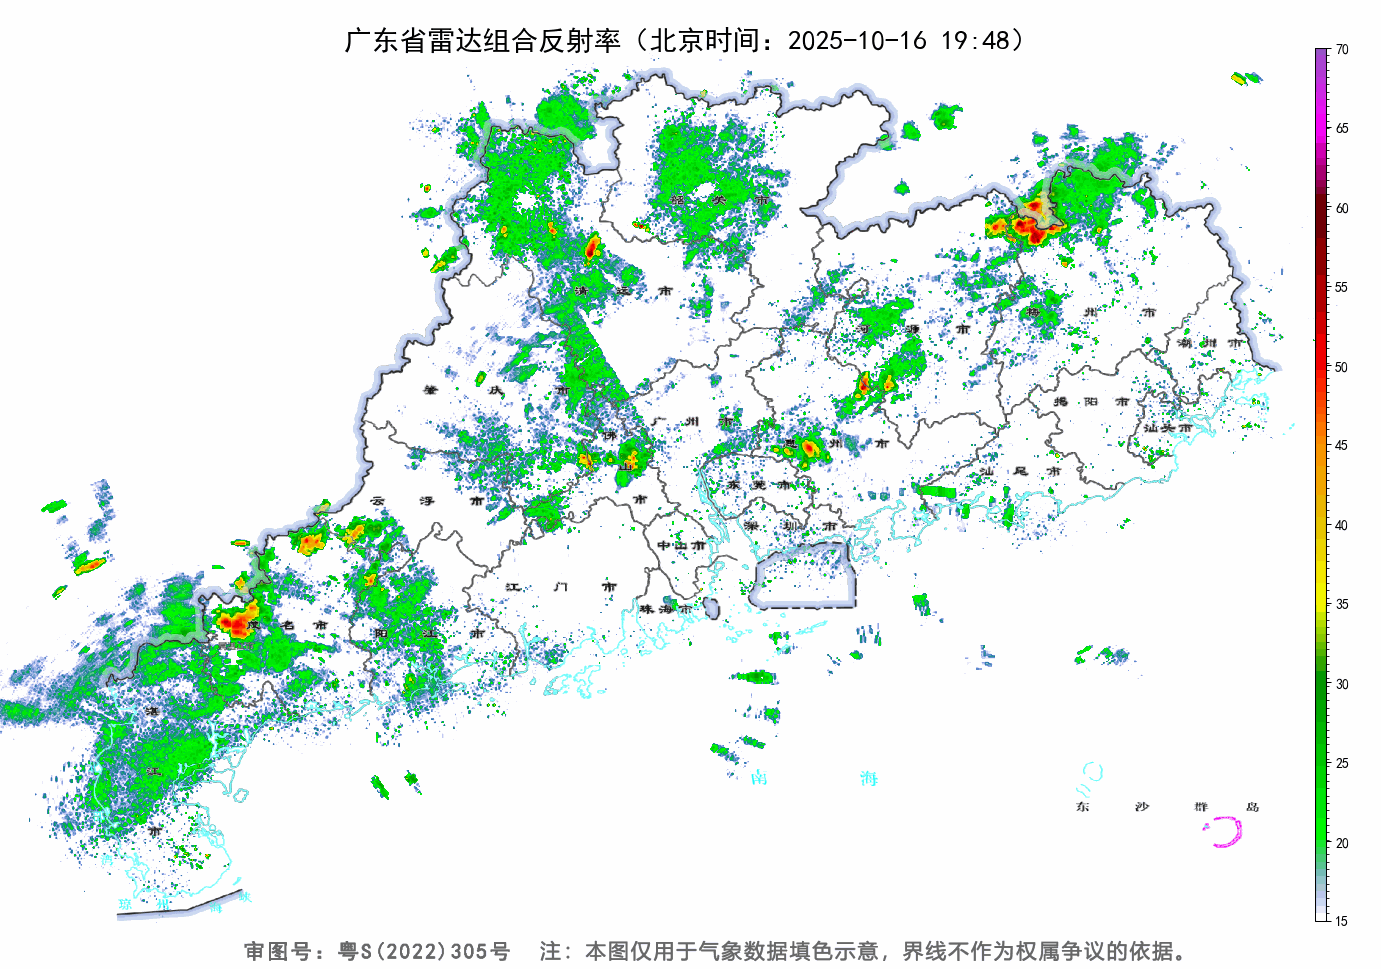 广东省雷达组合反射率（北京时间：2025-10-16 19:48）
70
65
60
55
50
45
40
35
30
25
20
15
韶关市
清远市
河源市
梅州市
潮州市
肇庆市
广州市
佛山市
惠州市
揭阳市
汕头市
汕尾市
东莞市
深圳市
云浮市
中山市
江门市
珠海市
茂名市
阳江市
湛江市
南海
东沙群岛
琼州海峡
审图号：粤S(2022)305号 注：本图仅用于气象数据填色示意，界线不作为权属争议的依据。